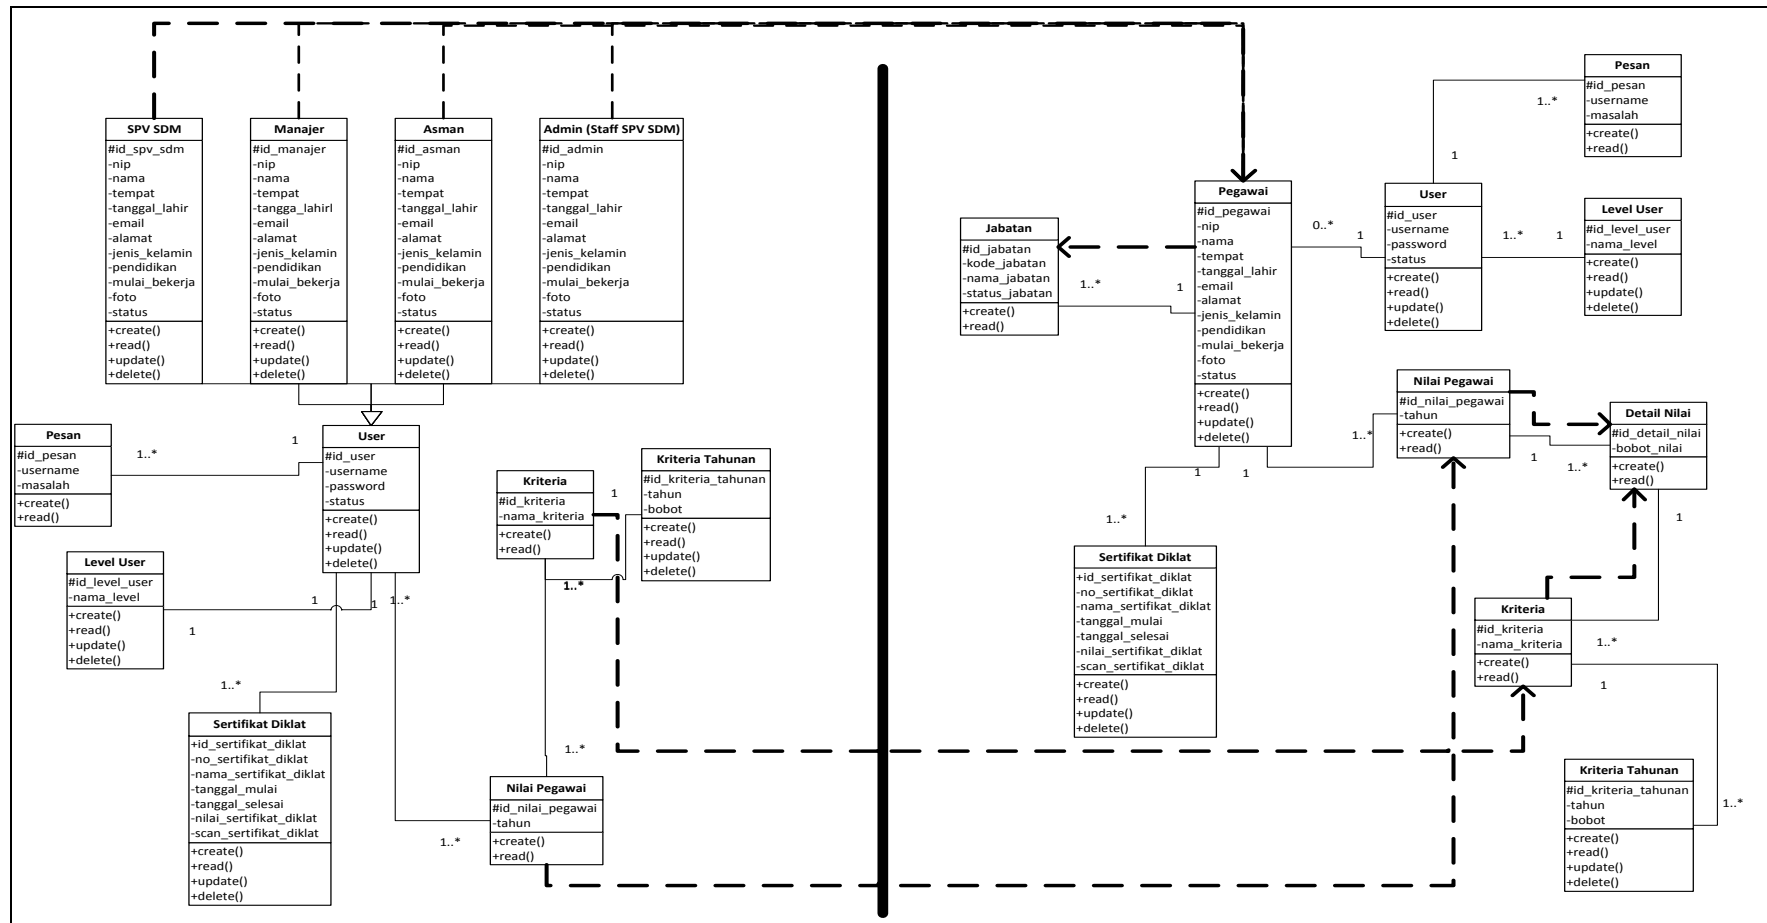 SPV SDM
#id_spv_sdm
-nip
-nama
-tempat
-tanggal_lahir
-email
-alamat
-jenis_kelamin
-pendidikan
-mulai_bekerja
-foto
-status
+create()
+read()
+update()
+delete()
Manajer
#id_manajer
-nip
-nama
-tempat
-tangga_lahirl
-email
-alamat
-jenis_kelamin
-pendidikan
-mulai_bekerja
-foto
-status
+create()
+read()
+update()
+delete()
Asman
#id_asman
-nip
-nama
-tempat
-tanggal_lahir
-email
-alamat
-jenis_kelamin
-pendidikan
-mulai_bekerja
-foto
-status
+create()
+read()
+update()
+delete()
Admin (Staff SPV SDM)
#id_admin
-nip
-nama
-tempat
-tanggal_lahir
-email
-alamat
-jenis_kelamin
-pendidikan
-mulai_bekerja
-foto
-status
+create()
+read()
+update()
+delete()
Pesan
#id_pesan
-username
-masalah
+create()
+read()
1..*
1
User
#id_user
-username
-password
-status
+create()
+read()
+update()
+delete()
Level User
#id_level_user
-nama_level
+create()
+read()
+update()
+delete()
1
1
1
1..*
1..*
Sertifikat Diklat
+id_sertifikat_diklat
-no_sertifikat_diklat
-nama_sertifikat_diklat
-tanggal_mulai
-tanggal_selesai
-nilai_sertifikat_diklat
-scan_sertifikat_diklat
+create()
+read()
+update()
+delete()
Kriteria
#id_kriteria
-nama_kriteria
+create()
+read()
1
1..*
Kriteria Tahunan
#id_kriteria_tahunan
-tahun
-bobot
+create()
+read()
+update()
+delete()
1..*
1..*
Nilai Pegawai
#id_nilai_pegawai
-tahun
+create()
+read()
Jabatan
#id_jabatan
-kode_jabatan
-nama_jabatan
-status_jabatan
+create()
+read()
1..*
1
Pegawai
#id_pegawai
-nip
-nama
-tempat
-tanggal_lahir
-email
-alamat
-jenis_kelamin
-pendidikan
-mulai_bekerja
-foto
-status
+create()
+read()
+update()
+delete()
0..*
1
User
#id_user
-username
-password
-status
+create()
+read()
+update()
+delete()
1
1..*
Pesan
#id_pesan
-username
-masalah
+create()
+read()
1..*
1
Level User
#id_level_user
-nama_level
+create()
+read()
+update()
+delete()
1
1
1..*
1..*
Nilai Pegawai
#id_nilai_pegawai
-tahun
+create()
+read()
1
1..*
Detail Nilai
#id_detail_nilai
-bobot_nilai
+create()
+read()
1
Sertifikat Diklat
+id_sertifikat_diklat
-no_sertifikat_diklat
-nama_sertifikat_diklat
-tanggal_mulai
-tanggal_selesai
-nilai_sertifikat_diklat
-scan_sertifikat_diklat
+create()
+read()
+update()
+delete()
Kriteria
#id_kriteria
-nama_kriteria
+create()
+read()
1..*
1
1..*
Kriteria Tahunan
#id_kriteria_tahunan
-tahun
-bobot
+create()
+read()
+update()
+delete()